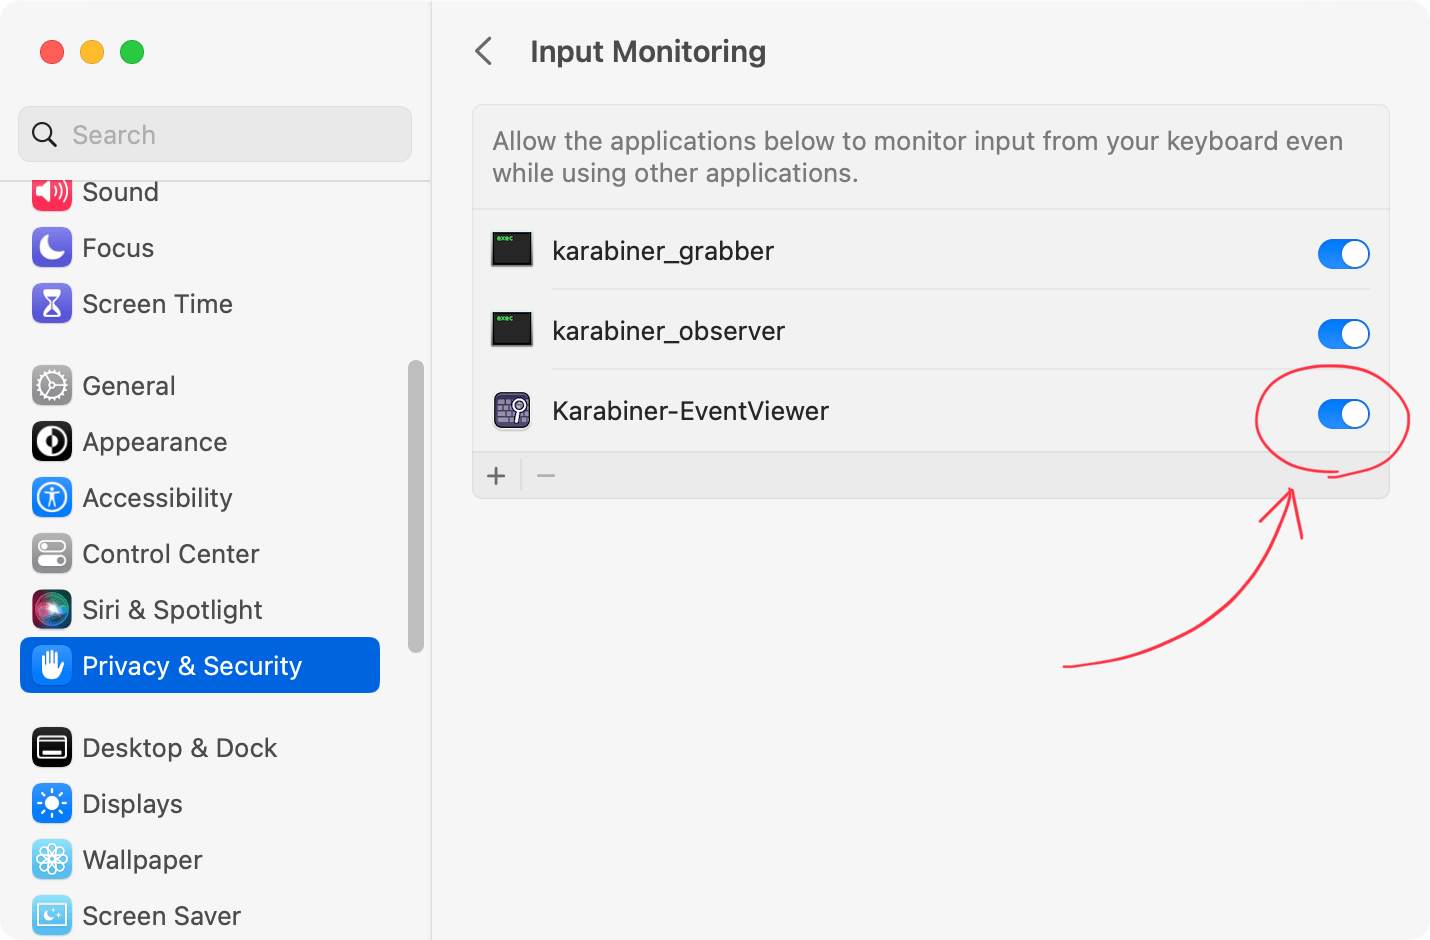 Search
Sound
Focus
Screen Time
General
Appearance
Accessibility
Control Center
Siri & Spotlight
Privacy & Security
Desktop & Dock
Displays
Wallpaper
Screen Saver
Input Monitoring
Allow the applications below to monitor input from your keyboard even
while using other applications.
exec
karabiner_grabber
exec
karabiner_observer
Karabiner-EventViewer